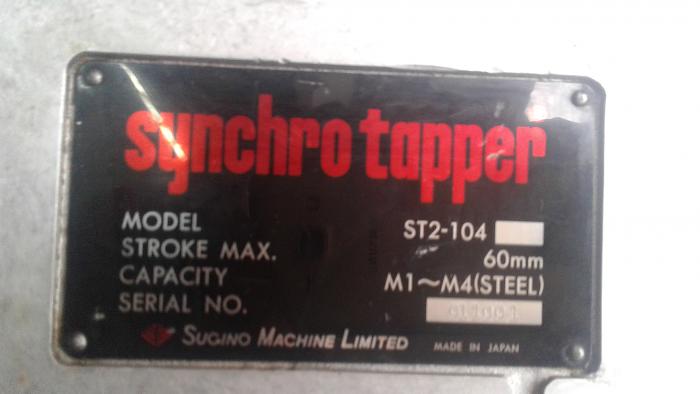 synchro tapper
MODEL ST2-104
STROKE MAX. 60mm
CAPACITY M1~M4(STEEL)
SERIAL NO.
SUGINO MACHINE LIMITED MADE IN JAPAN